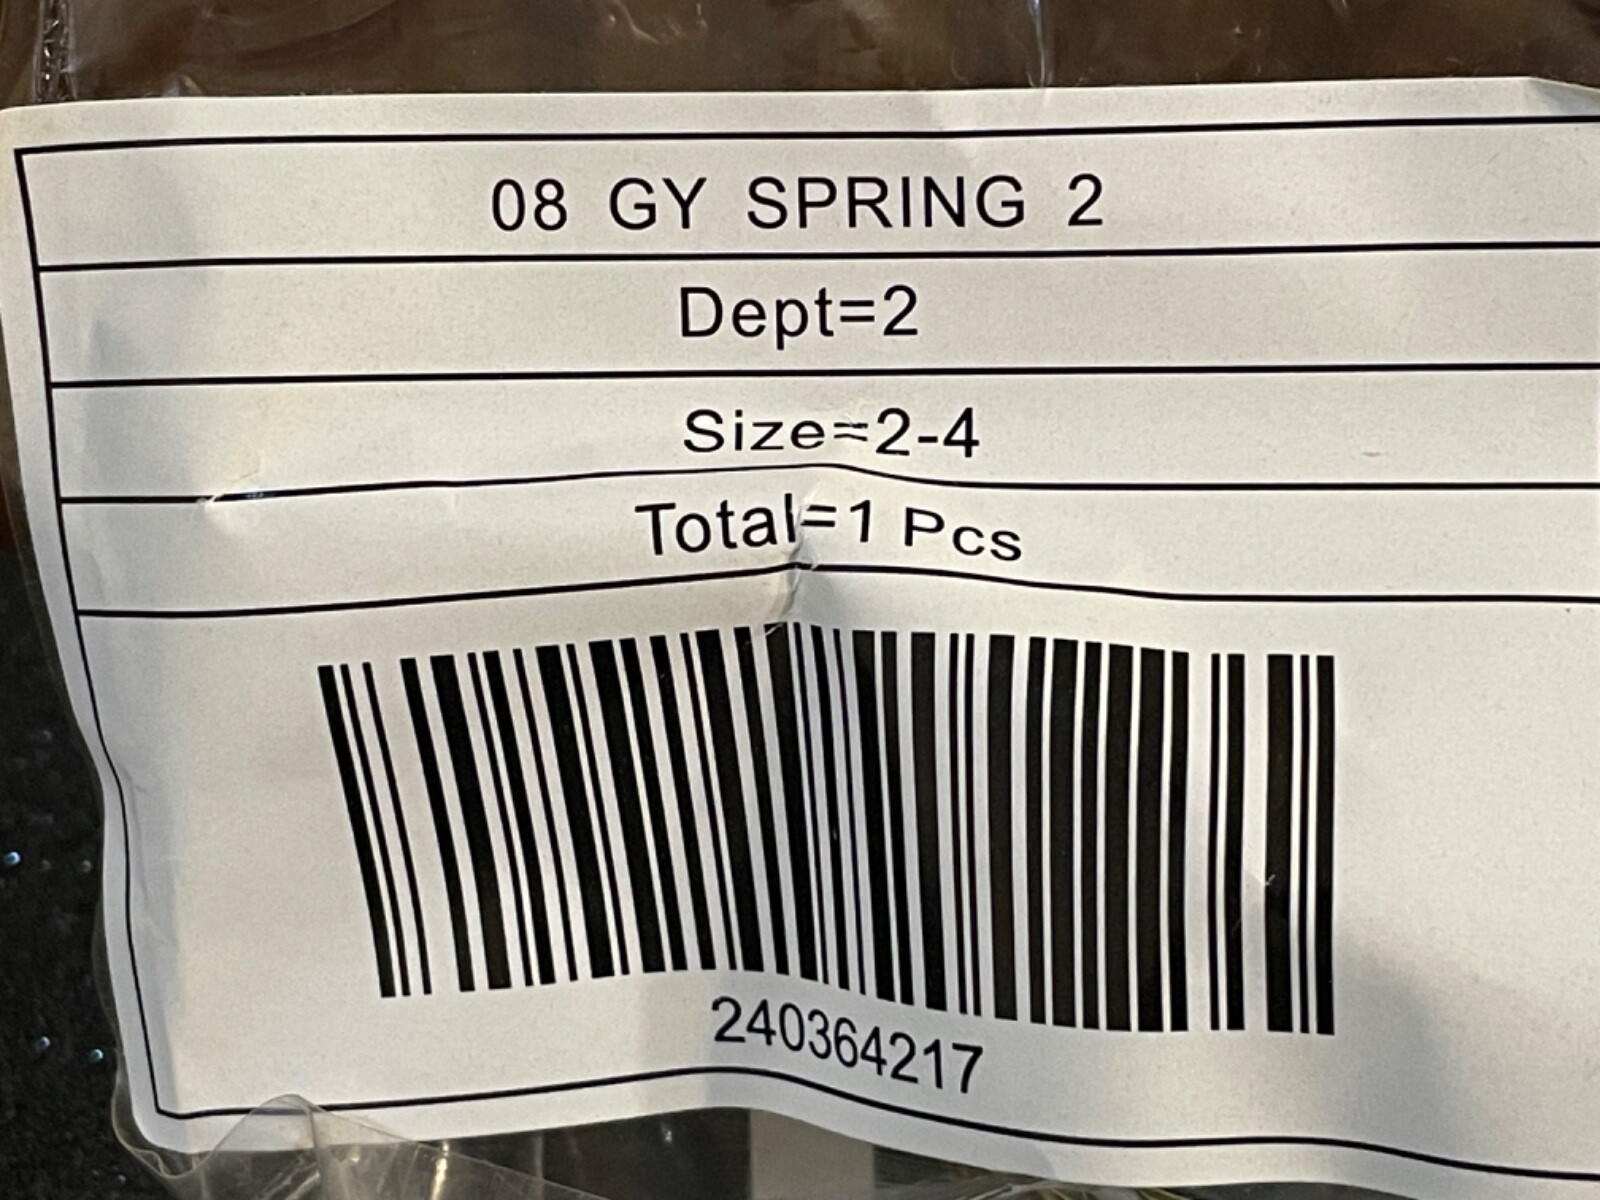 08 GY SPRING 2
Dept=2
Size=2-4
Total=1 Pcs
240364217